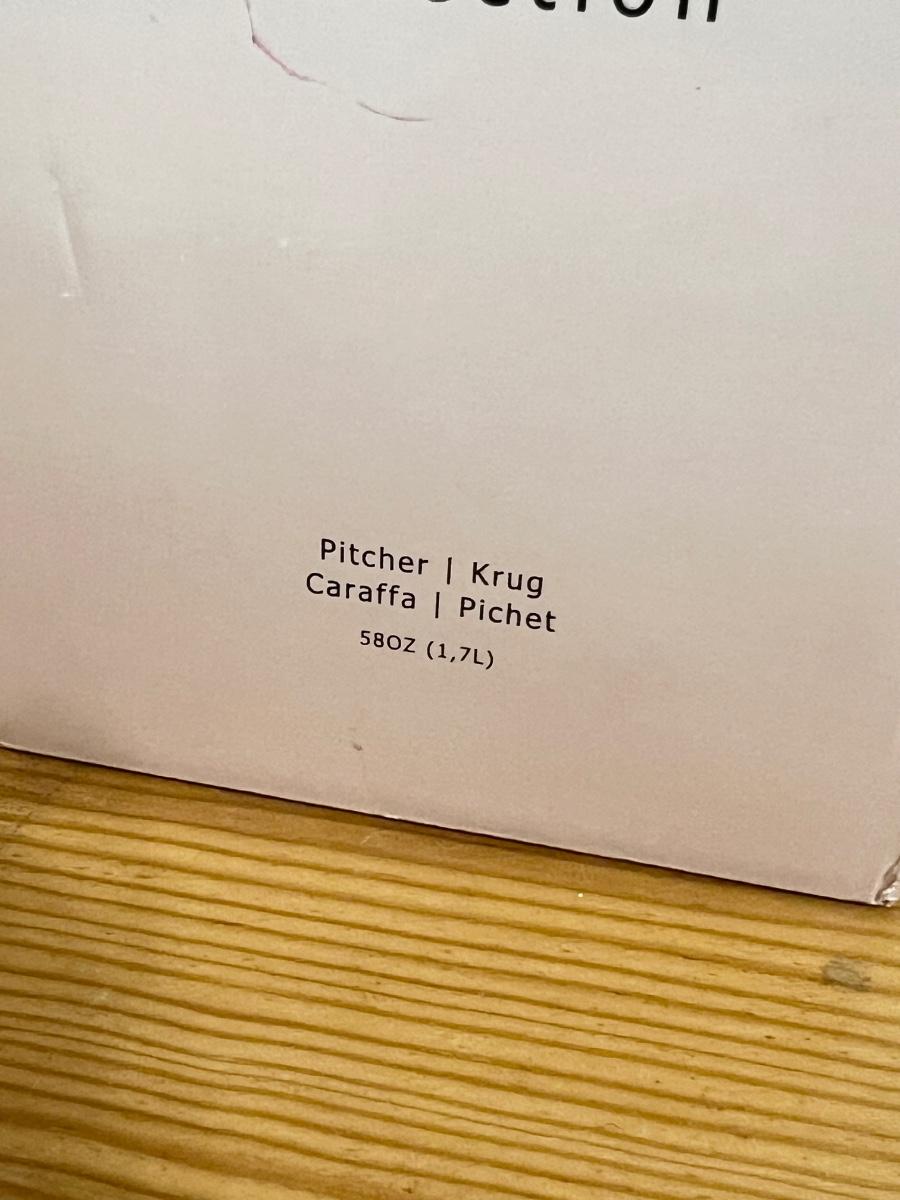 Pitcher | Krug
Caraffa | Pichet
58OZ (1,7L)